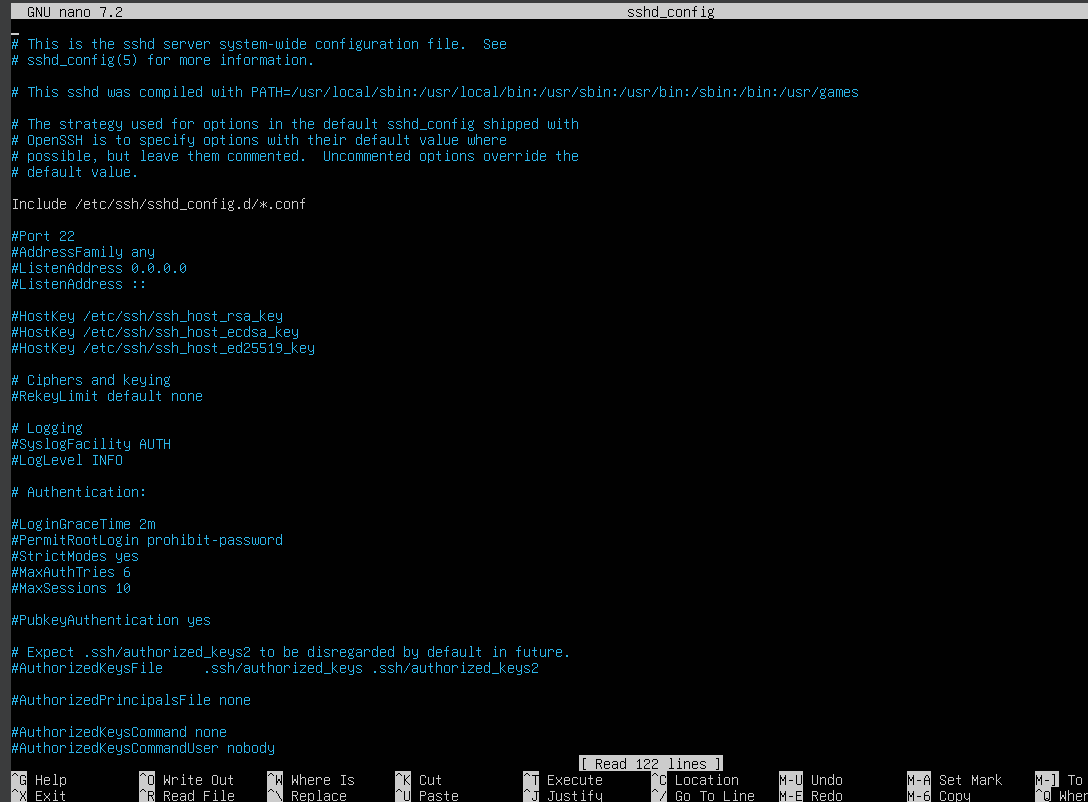 GNU nano 7.2 sshd_config
# This is the sshd server system-wide configuration file.  See
# sshd_config(5) for more information.
# This sshd was compiled with PATH=/usr/local/sbin:/usr/local/bin:/usr/sbin:/usr/bin:/sbin:/bin:/usr/games
# The strategy used for options in the default sshd_config shipped with
# OpenSSH is to specify options with their default value where
# possible, but leave them commented.  Uncommented options override the
# default value.
Include /etc/ssh/sshd_config.d/*.conf
#Port 22
#AddressFamily any
#ListenAddress 0.0.0.0
#ListenAddress ::
#HostKey /etc/ssh/ssh_host_rsa_key
#HostKey /etc/ssh/ssh_host_ecdsa_key
#HostKey /etc/ssh/ssh_host_ed25519_key
# Ciphers and keying
#RekeyLimit default none
# Logging
#SyslogFacility AUTH
#LogLevel INFO
# Authentication:
#LoginGraceTime 2m
#PermitRootLogin prohibit-password
#StrictModes yes
#MaxAuthTries 6
#MaxSessions 10
#PubkeyAuthentication yes
# Expect .ssh/authorized_keys2 to be disregarded by default in future.
#AuthorizedKeysFile     .ssh/authorized_keys .ssh/authorized_keys2
#AuthorizedPrincipalsFile none
#AuthorizedKeysCommand none
#AuthorizedKeysCommandUser nobody
[ Read 122 lines ]
^G Help ^O Write Out ^W Where Is ^K Cut ^T Execute ^C Location M-U Undo M-A Set Mark M-] To
^X Exit ^R Read File ^\ Replace ^U Paste ^J Justify ^/ Go To Line M-E Redo M-6 Copy ^Q Wher